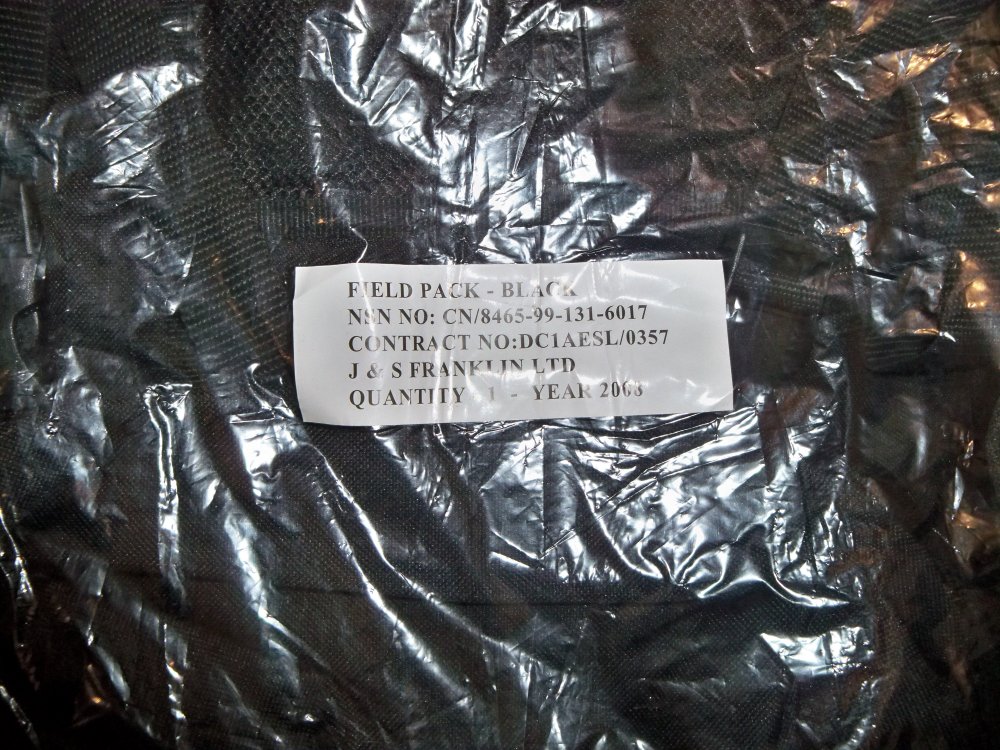 FIELD PACK - BLACK
NSN NO: CN/8465-99-131-6017
CONTRACT NO:DC1AESL/0357
J & S FRANKLIN LTD
QUANTITY 1 - YEAR 2008